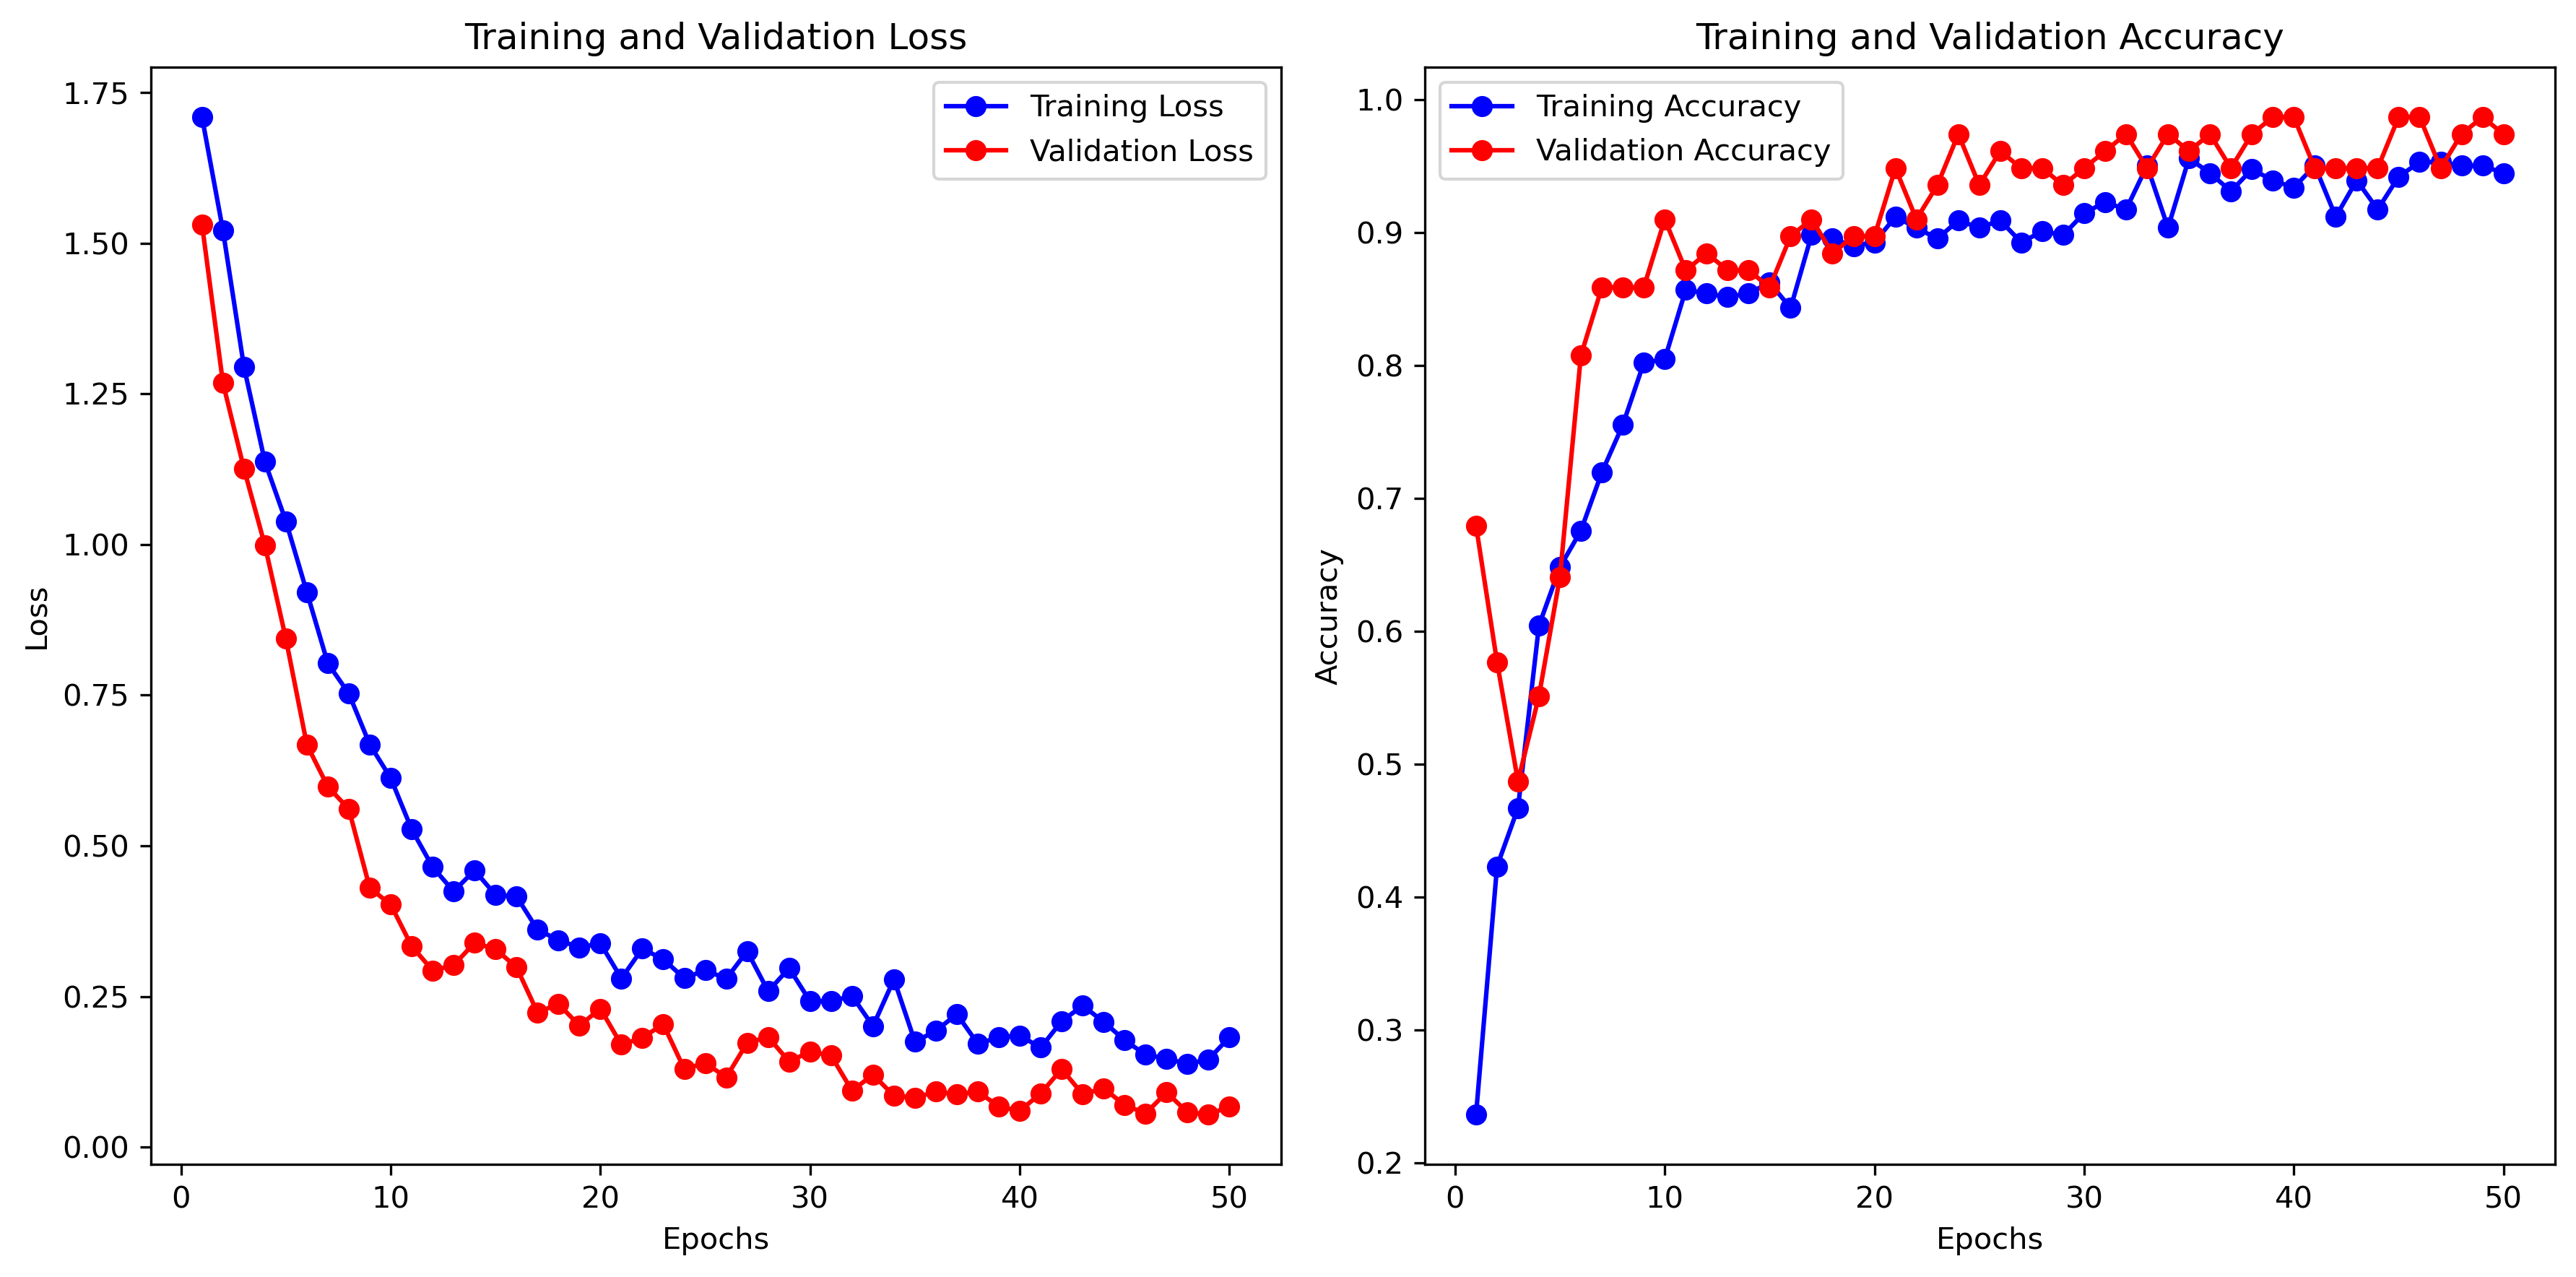 Training and Validation Loss
Training Loss
Validation Loss
1.75
1.50
1.25
1.00
0.75
0.50
0.25
0.00
Loss
0 10 20 30 40 50
Epochs
Training and Validation Accuracy
Training Accuracy
Validation Accuracy
1.0
0.9
0.8
0.7
0.6
0.5
0.4
0.3
0.2
Accuracy
0 10 20 30 40 50
Epochs